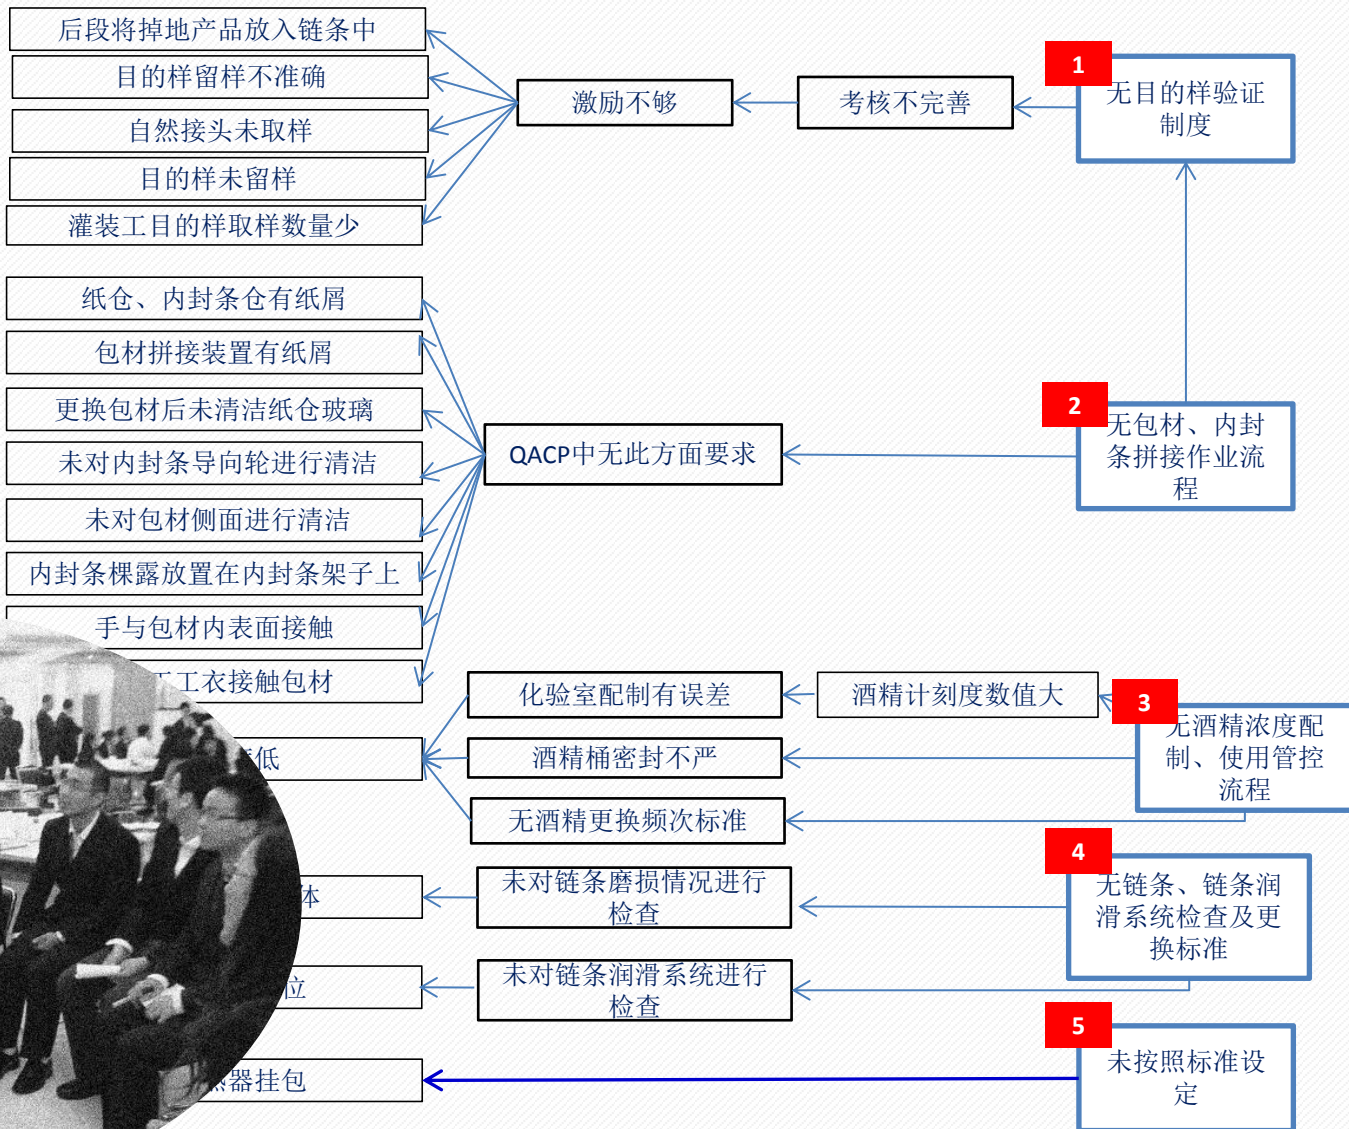 后段将掉地产品放入链条中
目的样留样不准确
自然接头未取样
目的样未留样
灌装工目的样取样数量少
激励不够
考核不完善
1
无目的样验证
制度
纸仓、内封条仓有纸屑
包材拼接装置有纸屑
更换包材后未清洁纸仓玻璃
未对内封条导向轮进行清洁
未对包材侧面进行清洁
内封条裸露放置在内封条架子上
手与包材内表面接触
工衣接触包材
QACP中无此方面要求
2
无包材、内封
条拼接作业流
程
低
化验室配制有误差
酒精计刻度数值大
酒精桶密封不严
无酒精更换频次标准
3
无酒精浓度配
制、使用管控
流程
体
未对链条磨损情况进行
检查
位
未对链条润滑系统进行
检查
4
无链条、链条润
滑系统检查及更
换标准
器挂包
5
未按照标准设
定